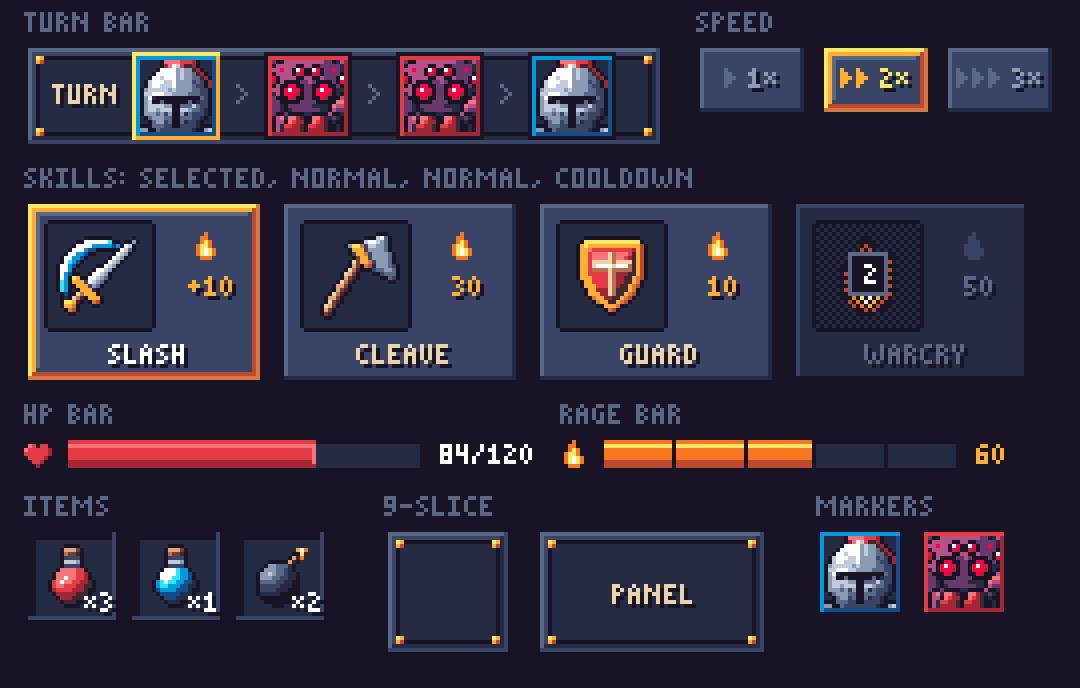 TURN BAR
SPEED
TURN
1x
2x
3x
SKILLS: SELECTED, NORMAL, NORMAL, COOLDOWN
+10
30
10
2
50
SLASH
CLEAVE
GUARD
WARCRY
HP BAR
RAGE BAR
84/120
60
ITEMS
9-SLICE
MARKERS
x3
x1
x2
PANEL